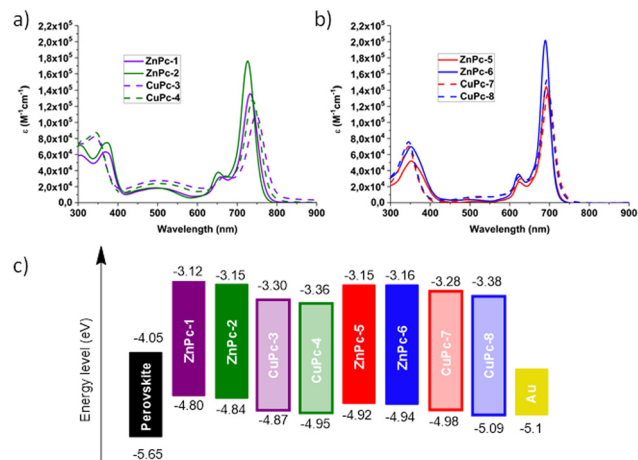 a)
2,2x10⁵
2,0x10⁵
1,8x10⁵
1,6x10⁵
1,4x10⁵
1,2x10⁵
1,0x10⁵
8,0x10⁴
6,0x10⁴
4,0x10⁴
2,0x10⁴
0,0
ε (M⁻¹cm⁻¹)
ZnPc-1
ZnPc-2
CuPc-3
CuPc-4
300 400 500 600 700 800 900
Wavelength (nm)
b)
2,2x10⁵
2,0x10⁵
1,8x10⁵
1,6x10⁵
1,4x10⁵
1,2x10⁵
1,0x10⁵
8,0x10⁴
6,0x10⁴
4,0x10⁴
2,0x10⁴
0,0
ε (M⁻¹cm⁻¹)
ZnPc-5
ZnPc-6
CuPc-7
CuPc-8
300 400 500 600 700 800 900
Wavelength (nm)
c)
Energy level (eV)
-4.05
Perovskite
-5.65
-3.12
ZnPc-1
-4.80
-3.15
ZnPc-2
-4.84
-3.30
CuPc-3
-4.87
-3.36
CuPc-4
-4.95
-3.15
ZnPc-5
-4.92
-3.16
ZnPc-6
-4.94
-3.28
CuPc-7
-4.98
-3.38
CuPc-8
-5.09
Au
-5.1